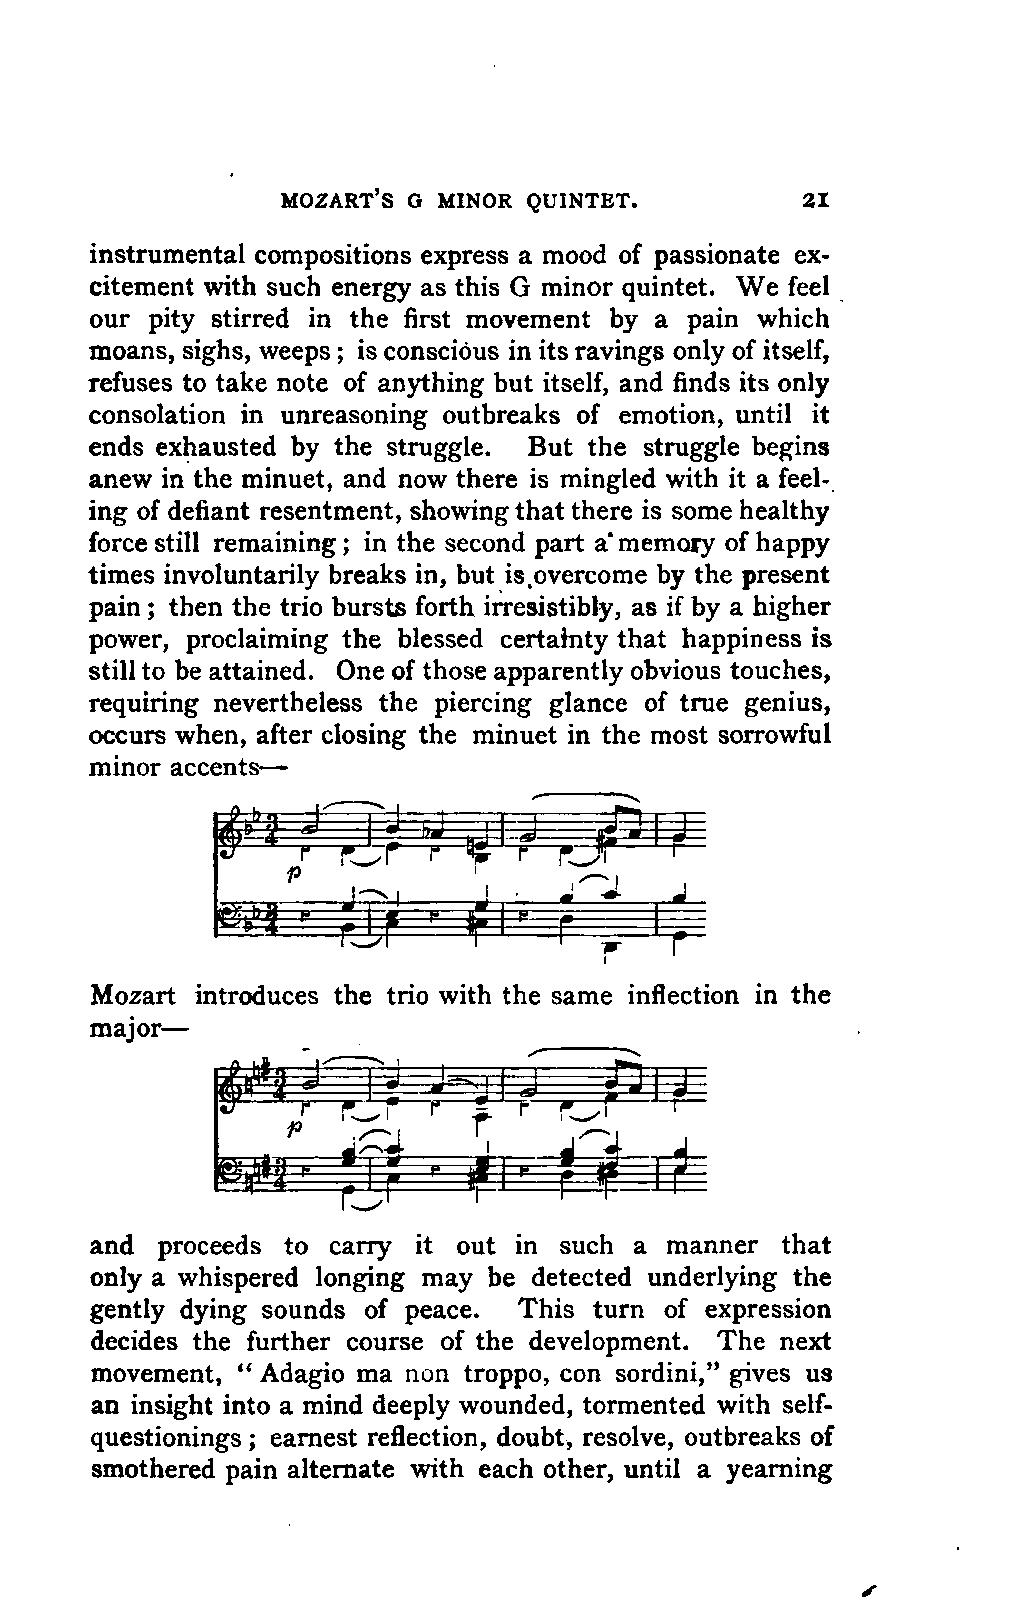 MOZART'S G MINOR QUINTET. 21
instrumental compositions express a mood of passionate ex-
citement with such energy as this G minor quintet. We feel
our pity stirred in the first movement by a pain which
moans, sighs, weeps; is conscious in its ravings only of itself,
refuses to take note of anything but itself, and finds its only
consolation in unreasoning outbreaks of emotion, until it
ends exhausted by the struggle. But the struggle begins
anew in the minuet, and now there is mingled with it a feel-
ing of defiant resentment, showing that there is some healthy
force still remaining; in the second part a memory of happy
times involuntarily breaks in, but is overcome by the present
pain; then the trio bursts forth irresistibly, as if by a higher
power, proclaiming the blessed certainty that happiness is
still to be attained. One of those apparently obvious touches,
requiring nevertheless the piercing glance of true genius,
occurs when, after closing the minuet in the most sorrowful
minor accents—
p
Mozart introduces the trio with the same inflection in the
major—
p
and proceeds to carry it out in such a manner that
only a whispered longing may be detected underlying the
gently dying sounds of peace. This turn of expression
decides the further course of the development. The next
movement, "Adagio ma non troppo, con sordini," gives us
an insight into a mind deeply wounded, tormented with self-
questionings; earnest reflection, doubt, resolve, outbreaks of
smothered pain alternate with each other, until a yearning